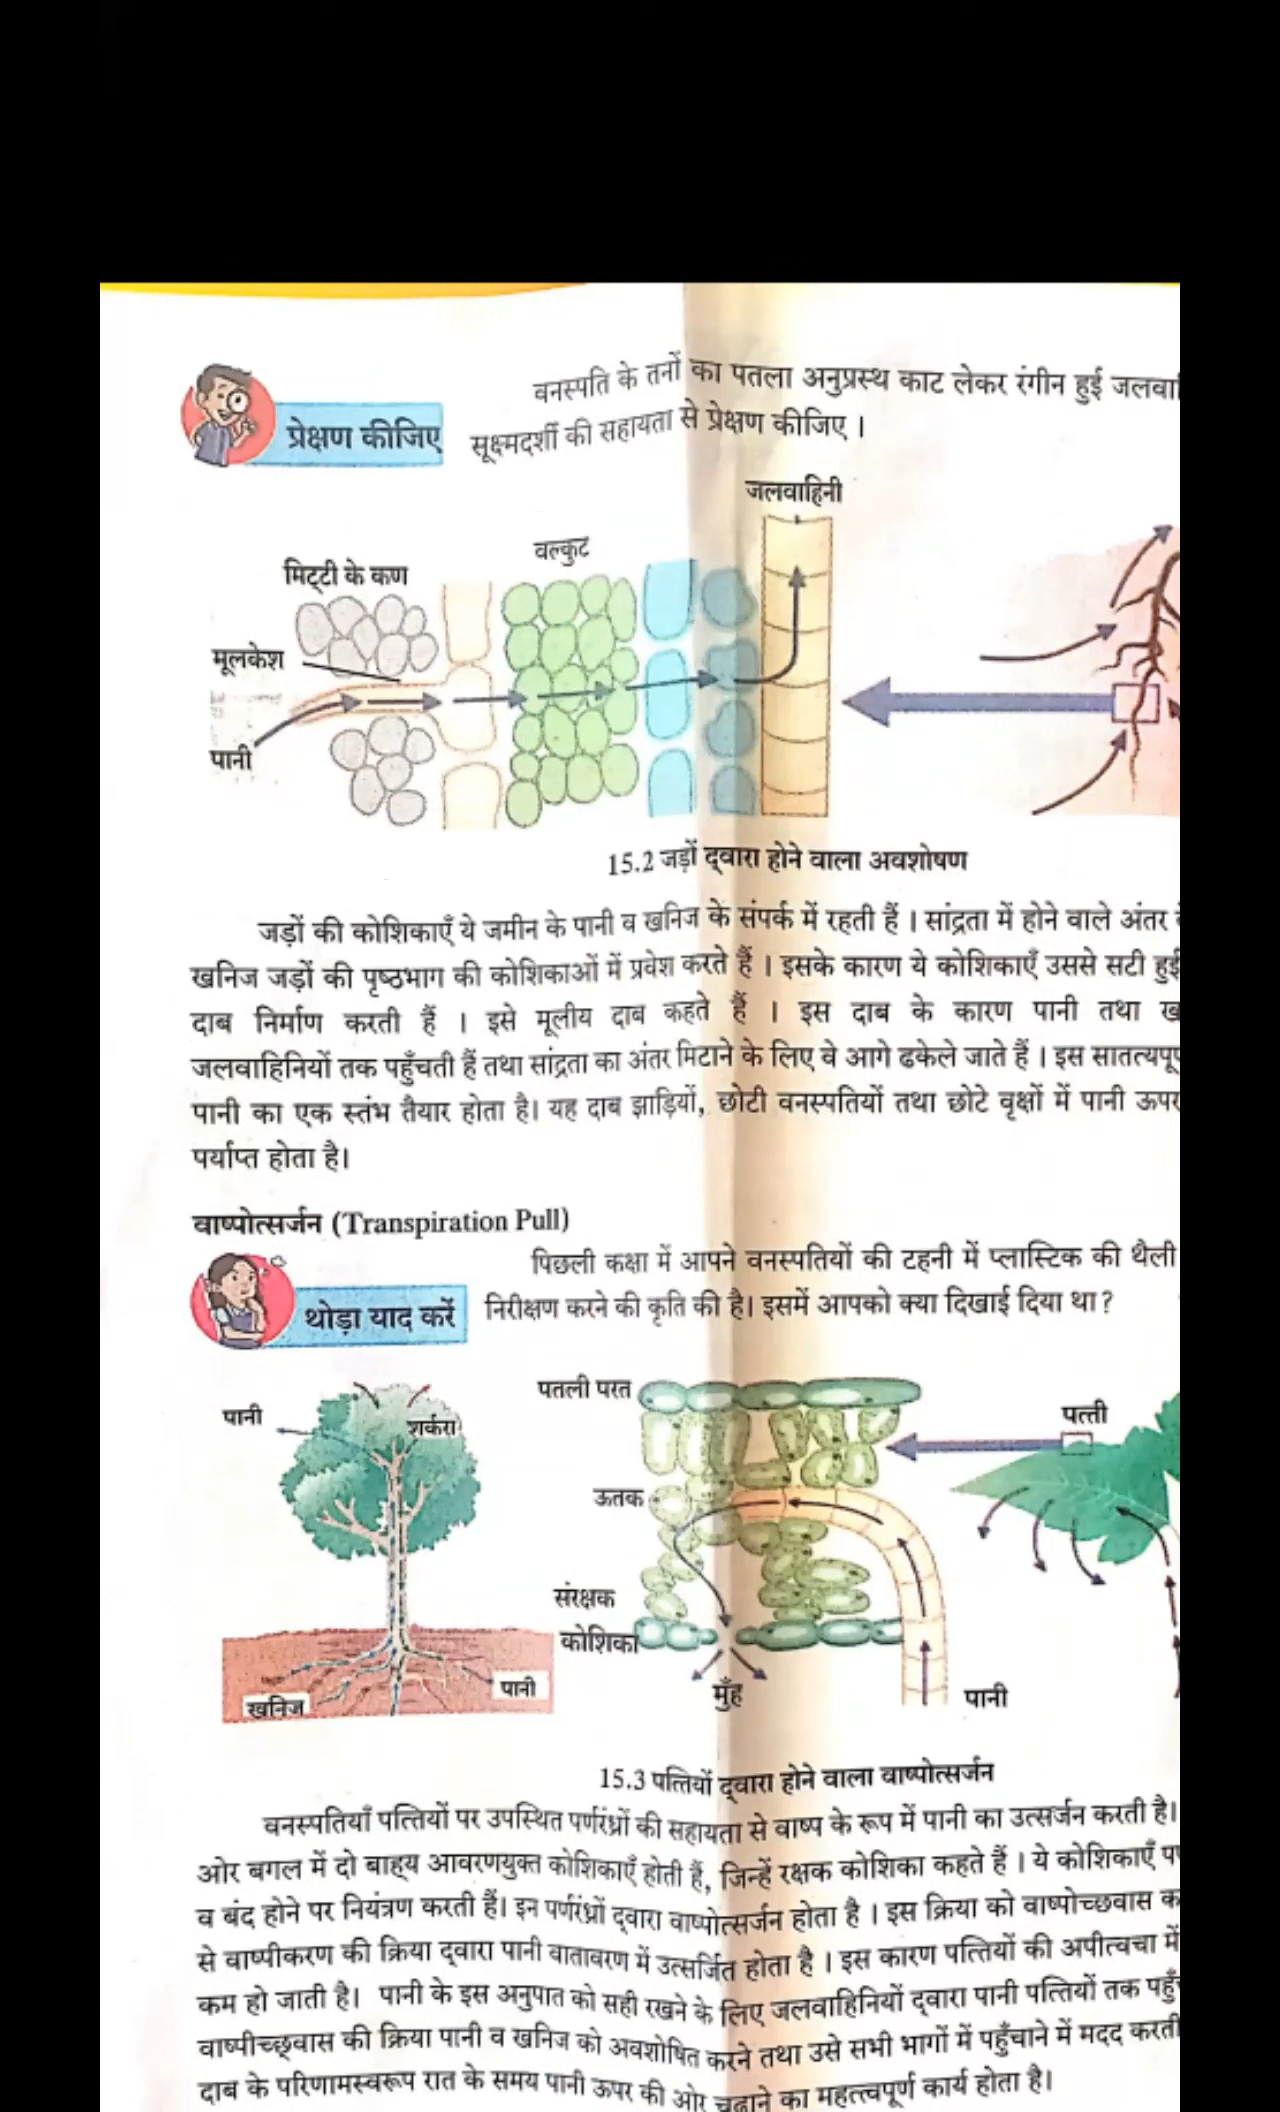 वनस्पति के तनों का पतला अनुप्रस्थ काट लेकर रंगीन हुई
प्रेक्षण कीजिए
सूक्ष्मदर्शी की सहायता से प्रेक्षण कीजिए ।
जलवाहिनी
वल्कुट
मिट्टी के कण
मूलकेश
पानी
15.2 जड़ों द्वारा होने वाला अवशोषण
जड़ों की कोशिकाएँ ये जमीन के पानी व खनिज के संपर्क में रहती हैं । सांद्रता में होने वाले अंतर
खनिज जड़ों की पृष्ठभाग की कोशिकाओं में प्रवेश करते हैं । इसके कारण ये कोशिकाएँ उससे सटी हुई
दाब निर्माण करती हैं । इसे मूलीय दाब कहते हैं । इस दाब के कारण पानी तथा
जलवाहिनियों तक पहुँचती हैं तथा सांद्रता का अंतर मिटाने के लिए वे आगे ढकेले जाते हैं । इस
पानी का एक स्तंभ तैयार होता है। यह दाब झाड़ियों, छोटी वनस्पतियों तथा छोटे वृक्षों में पानी ऊपर
पर्याप्त होता है।
वाष्पोत्सर्जन (Transpiration Pull)
पिछली कक्षा में आपने वनस्पतियों की टहनी में प्लास्टिक की थैली
थोड़ा याद करें
निरीक्षण करने की कृति की है। इसमें आपको क्या दिखाई दिया था ?
पानी
शर्करा
खनिज
पानी
पतली परत
ऊतक
संरक्षक
कोशिका
मुँह
पानी
पत्ती
15.3 पत्तियों द्वारा होने वाला वाष्पोत्सर्जन
वनस्पतियाँ पत्तियों पर उपस्थित पर्णरंध्रों की सहायता से वाष्प के रूप में पानी का उत्सर्जन करती है।
ओर बगल में दो बाह्य आवरणयुक्त कोशिकाएँ होती हैं, जिन्हें रक्षक कोशिका कहते हैं । ये कोशिकाएँ
व बंद होने पर नियंत्रण करती हैं। इन पर्णरंध्रों द्वारा वाष्पोत्सर्जन होता है । इस क्रिया को वाष्पोच्छवास
से वाष्पीकरण की क्रिया द्वारा पानी वातावरण में उत्सर्जित होता है । इस कारण पत्तियों की अपीत्वचा में
कम हो जाती है। पानी के इस अनुपात को सही रखने के लिए जलवाहिनियों द्वारा पानी पत्तियों तक
वाष्पीच्छ्वास की क्रिया पानी व खनिज को अवशोषित करने तथा उसे सभी भागों में पहुँचाने में मदद करती
दाब के परिणामस्वरूप रात के समय पानी ऊपर की ओर चढ़ाने का महत्त्वपूर्ण कार्य होता है।